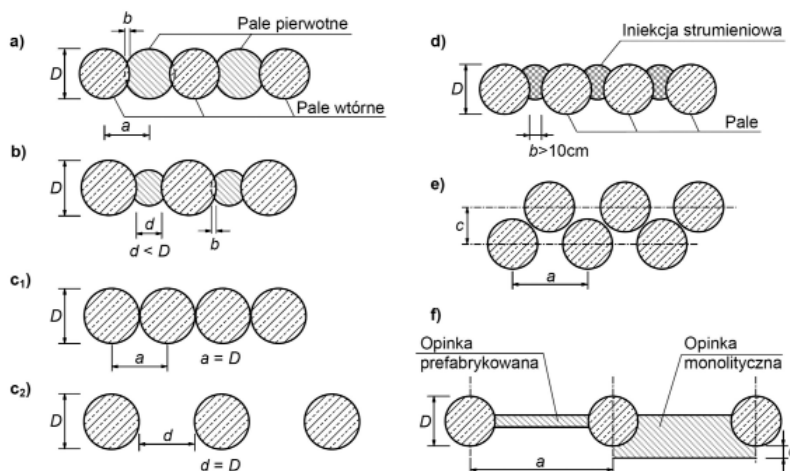 a)
b
Pale pierwotne
D
Pale wtórne
a
b)
D
d
d < D
b
c₁)
D
a
a = D
c₂)
D
d
d = D
d)
Iniekcja strumieniowa
D
Pale
b>10cm
e)
c
a
f)
Opinka
prefabrykowana
Opinka
monolityczna
D
a